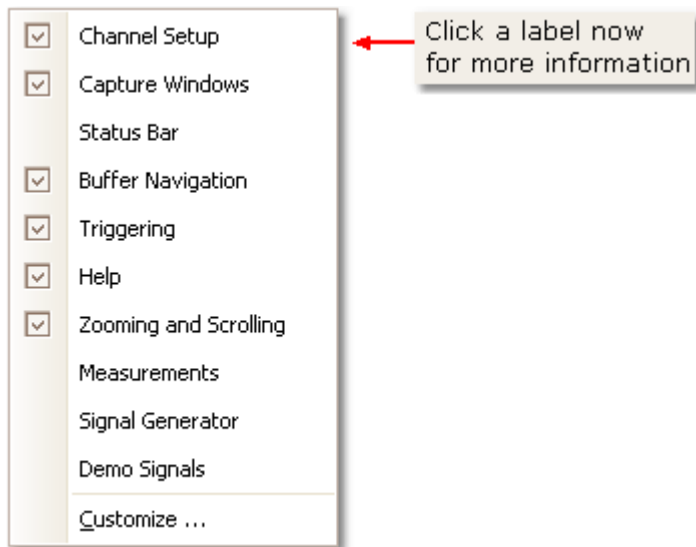 Channel Setup
Click a label now
for more information
Capture Windows
Status Bar
Buffer Navigation
Triggering
Help
Zooming and Scrolling
Measurements
Signal Generator
Demo Signals
Customize ...